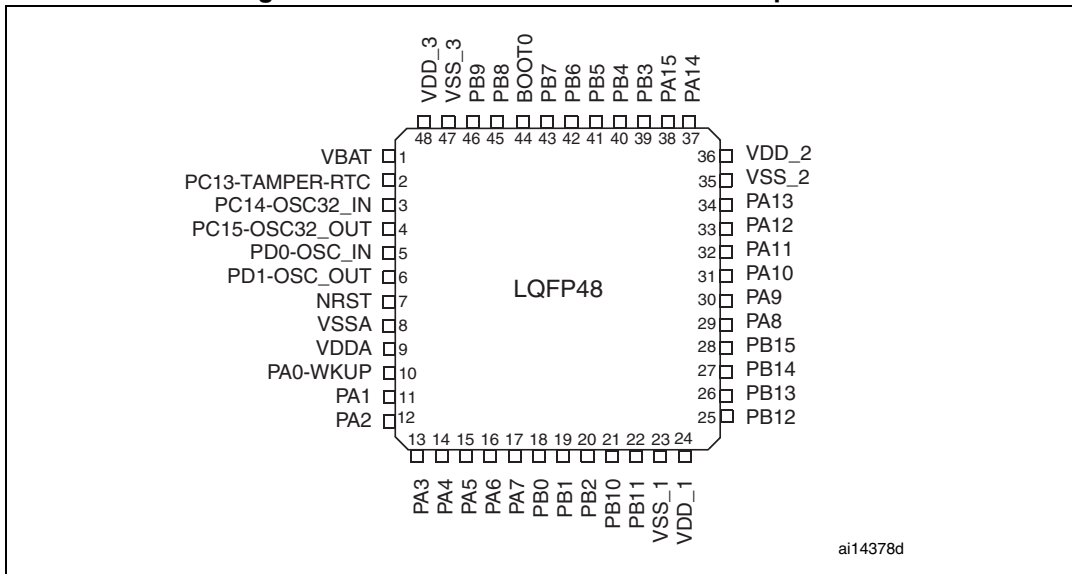 VDD_3
VSS_3
PB9
PB8
BOOT0
PB7
PB6
PB5
PB4
PB3
PA15
PA14
48 47 46 45 44 43 42 41 40 39 38 37
VBAT 1
PC13-TAMPER-RTC 2
PC14-OSC32_IN 3
PC15-OSC32_OUT 4
PD0-OSC_IN 5
PD1-OSC_OUT 6
NRST 7
VSSA 8
VDDA 9
PA0-WKUP 10
PA1 11
PA2 12
LQFP48
36 VDD_2
35 VSS_2
34 PA13
33 PA12
32 PA11
31 PA10
30 PA9
29 PA8
28 PB15
27 PB14
26 PB13
25 PB12
13 14 15 16 17 18 19 20 21 22 23 24
PA3
PA4
PA5
PA6
PA7
PB0
PB1
PB2
PB10
PB11
VSS_1
VDD_1
ai14378d